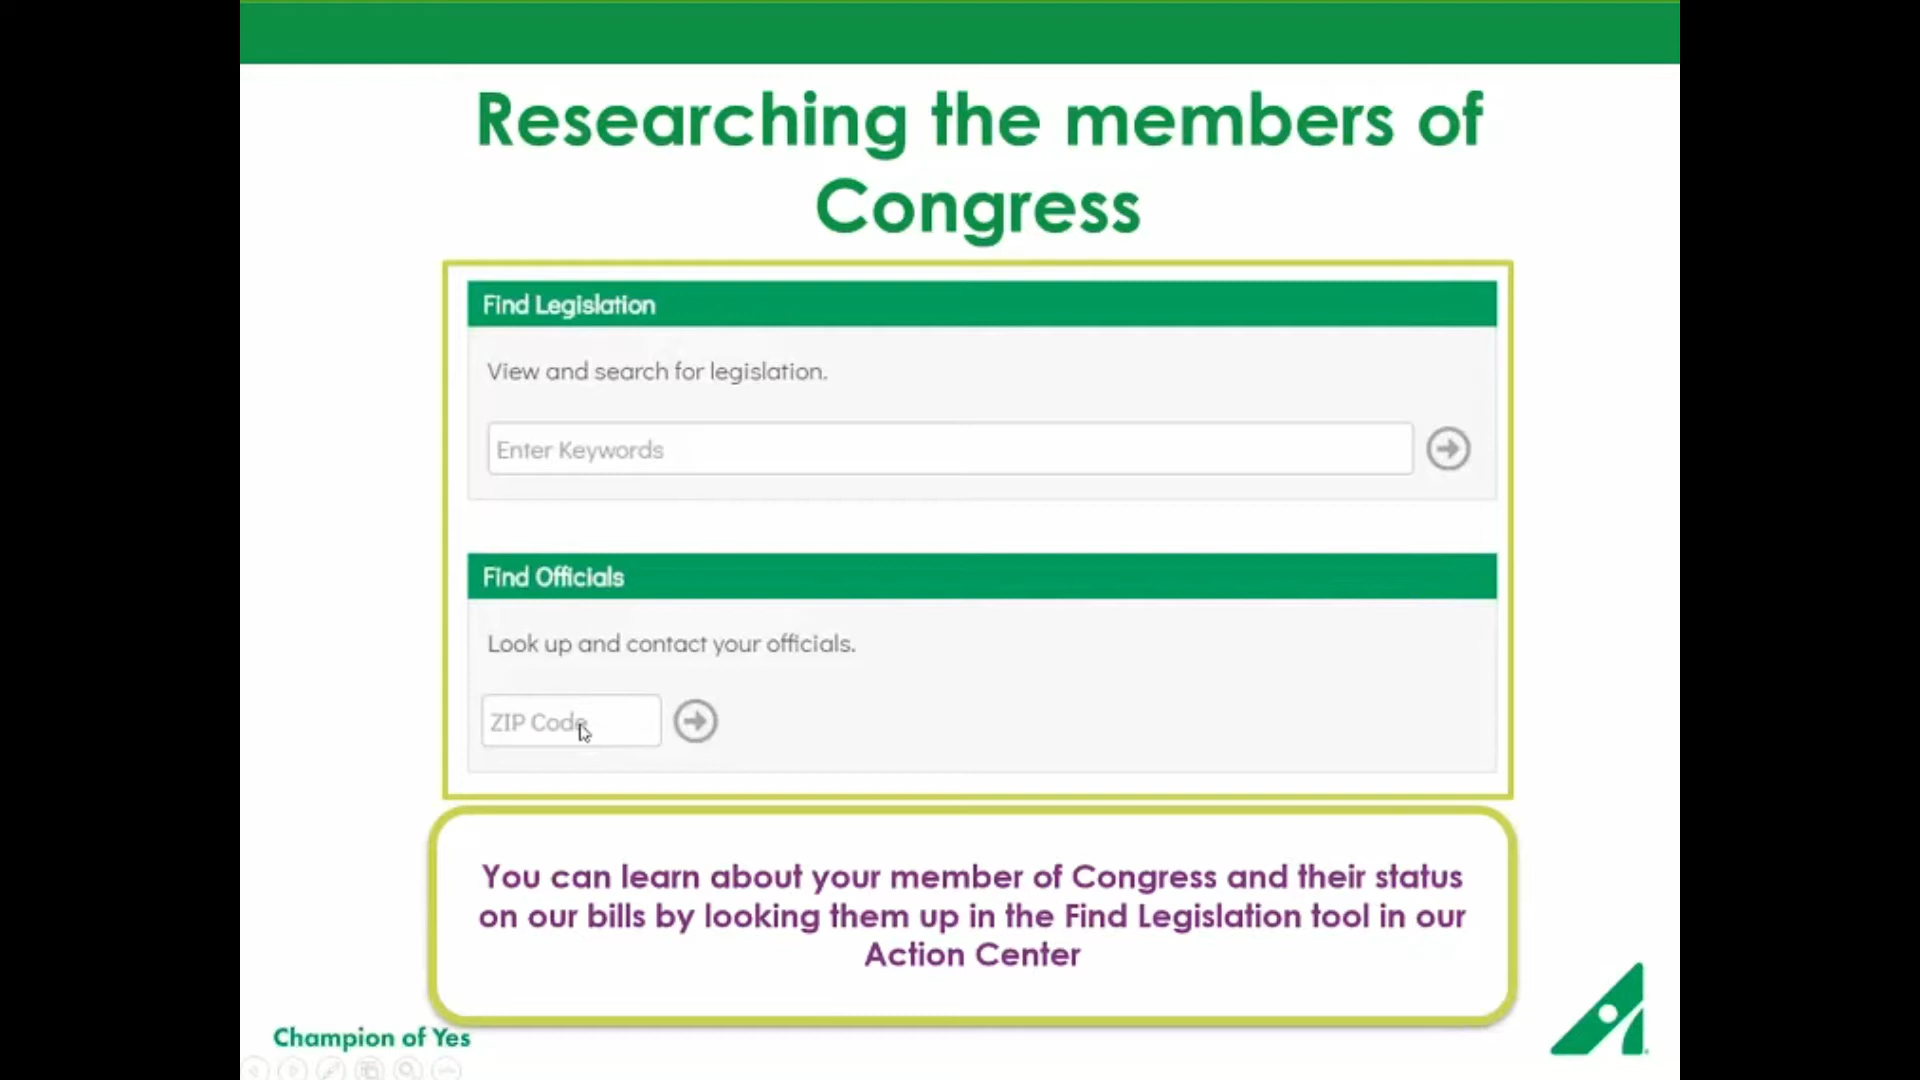 Researching the members of
Congress
Find Legislation
View and search for legislation.
Enter Keywords
Find Officials
Look up and contact your officials.
ZIP Code
You can learn about your member of Congress and their status
on our bills by looking them up in the Find Legislation tool in our
Action Center
Champion of Yes